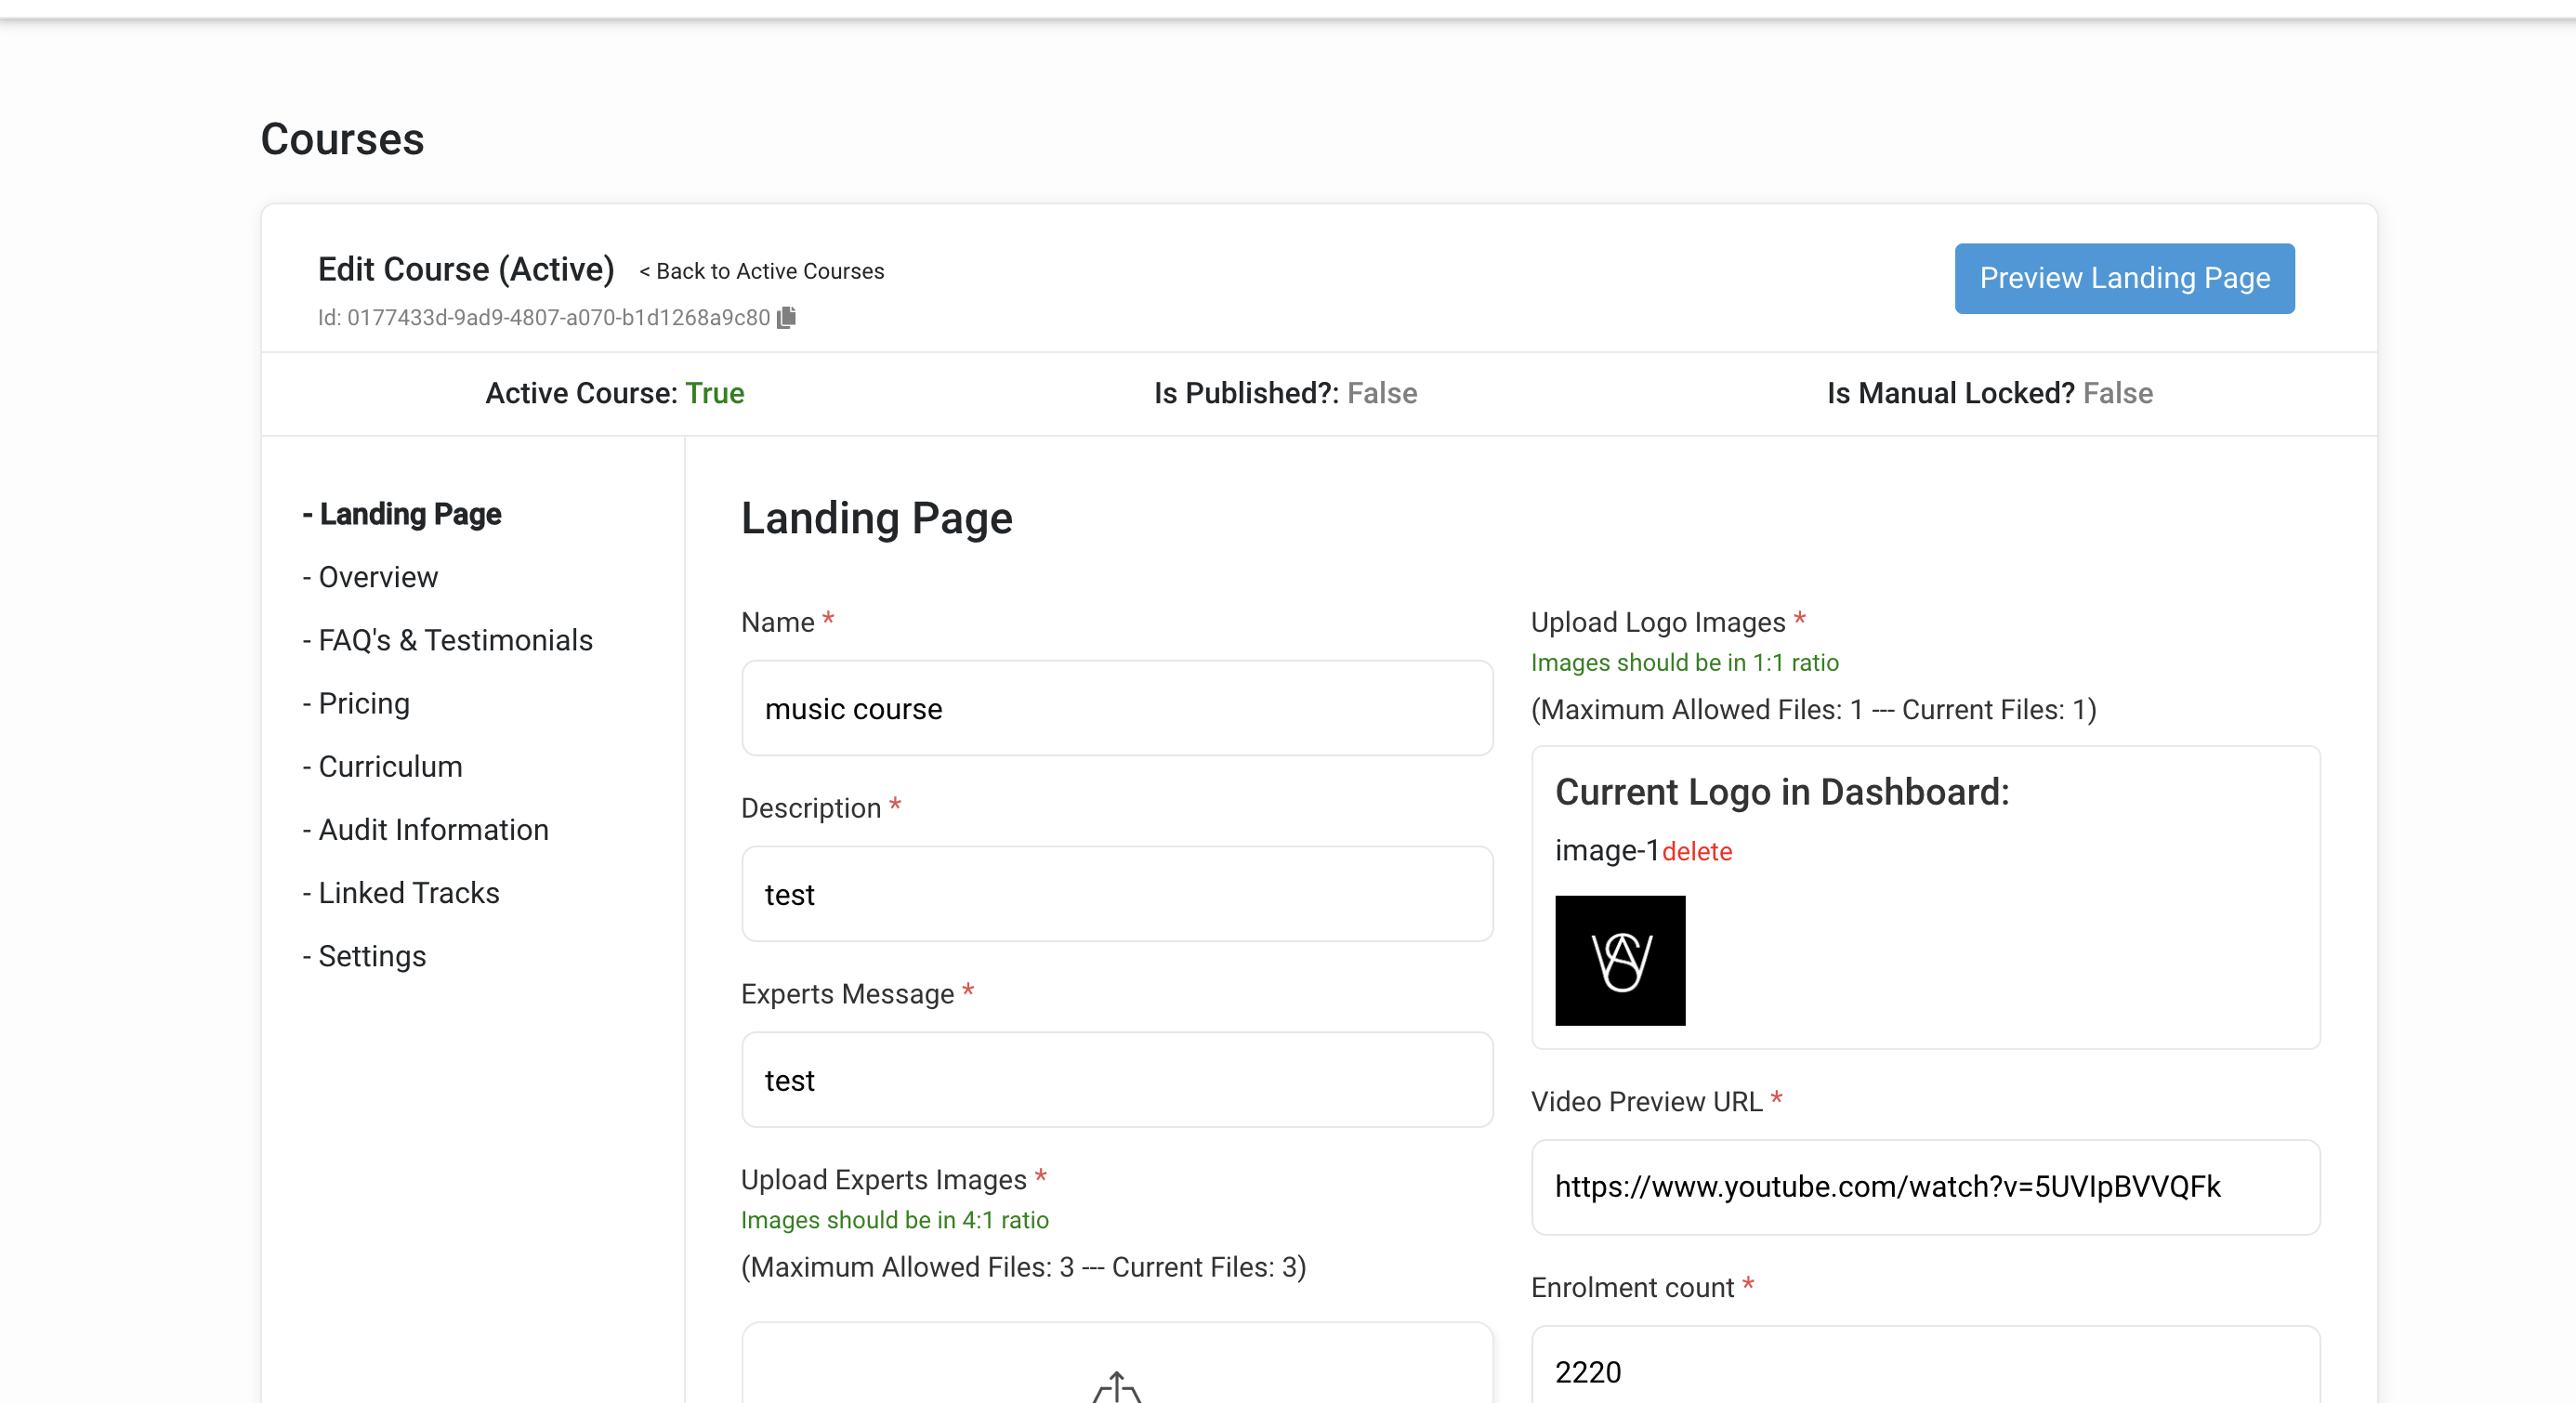 Courses
Edit Course (Active) < Back to Active Courses
Id: 0177433d-9ad9-4807-a070-b1d1268a9c80
Preview Landing Page
Active Course: True
Is Published?: False
Is Manual Locked? False
- Landing Page
- Overview
- FAQ's & Testimonials
- Pricing
- Curriculum
- Audit Information
- Linked Tracks
- Settings
Landing Page
Name *
music course
Description *
test
Experts Message *
test
Upload Experts Images *
Images should be in 4:1 ratio
(Maximum Allowed Files: 3 --- Current Files: 3)
Upload Logo Images *
Images should be in 1:1 ratio
(Maximum Allowed Files: 1 --- Current Files: 1)
Current Logo in Dashboard:
image-1delete
Video Preview URL *
https://www.youtube.com/watch?v=5UVIpBVVQFk
Enrolment count *
2220